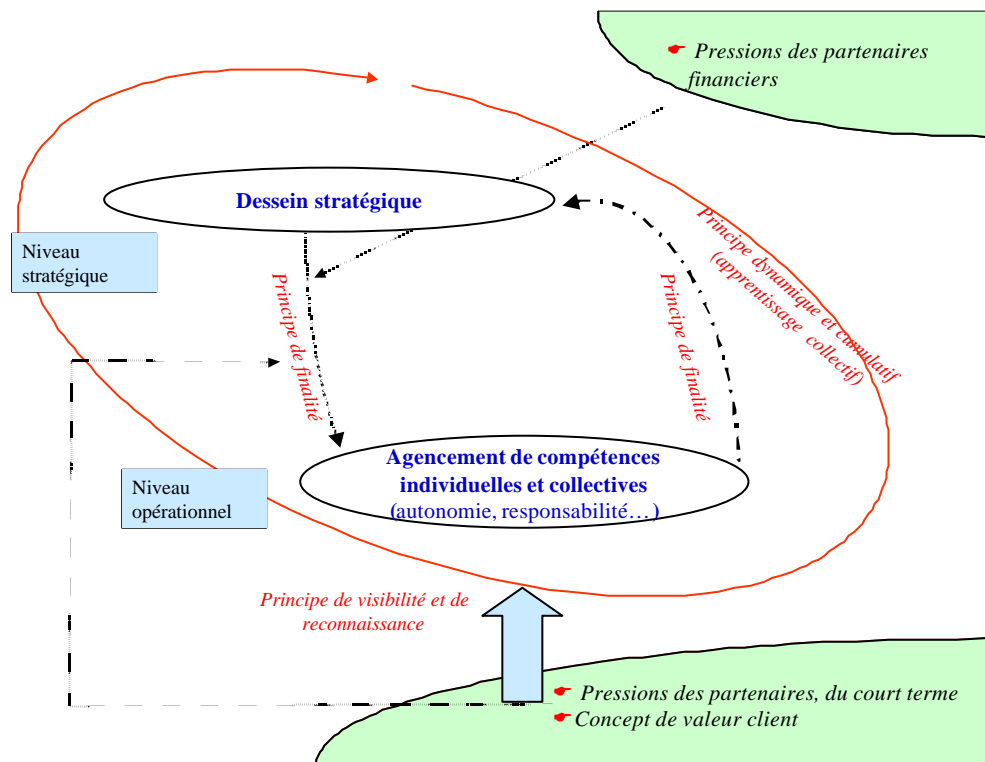 ☛ Pressions des partenaires
financiers
Dessein stratégique
Niveau
stratégique
Principe de finalité
Principe de finalité
Principe dynamique et cumulatif
(apprentissage collectif)
Agencement de compétences
individuelles et collectives
(autonomie, responsabilité…)
Niveau
opérationnel
Principe de visibilité et de
reconnaissance
☛ Pressions des partenaires, du court terme
☛ Concept de valeur client